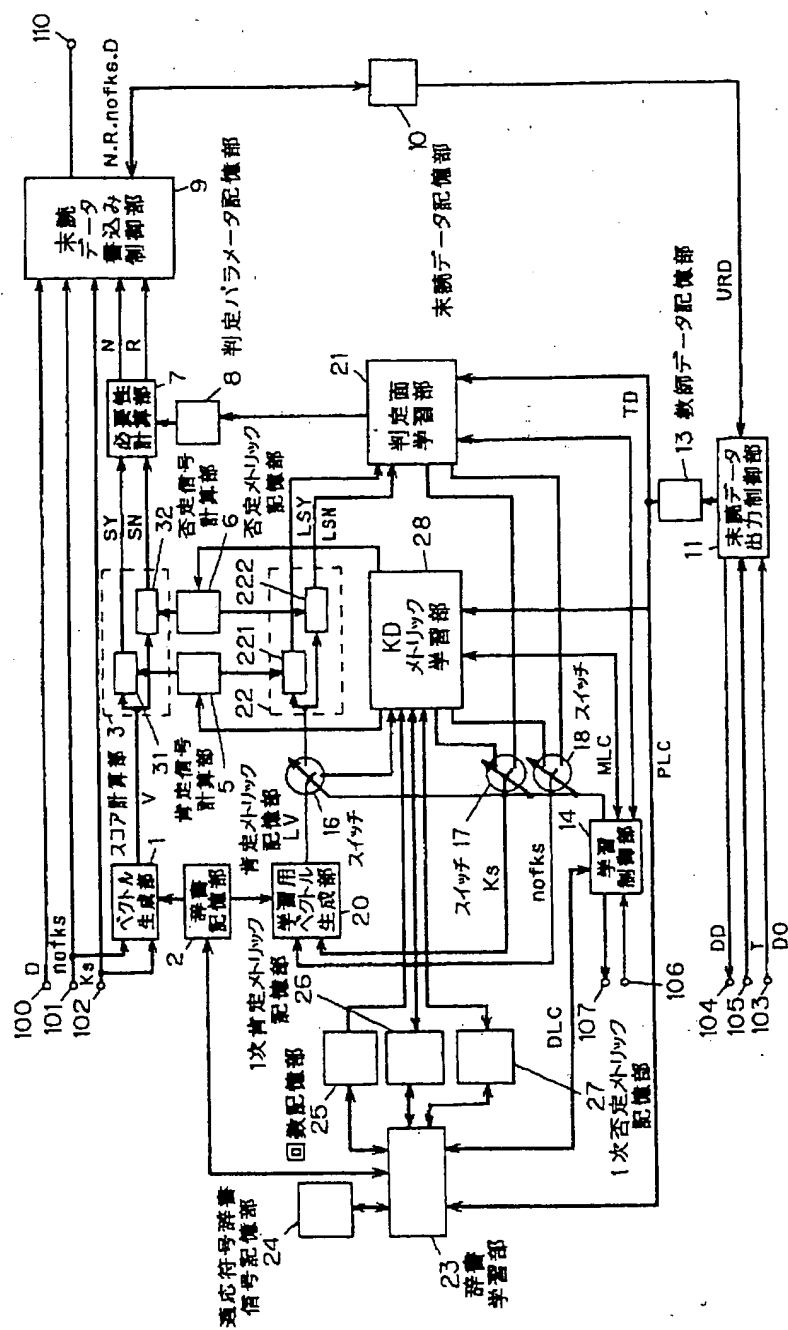 100
D
101
nofks
102
Ks
110
未読
データ
書込み
制御部
9
N.R.nofks.D
10
未読データ記憶部
ベクトル
生成部
1
V
スコア計算部 3
31
32
SY
SN
N
R
必要性
計算部
7
8 判定パラメータ記憶部
肯定信号
計算部
5
否定信号
計算部
6
肯定メトリック
記憶部
否定メトリック
記憶部
辞書
記憶部
2
学習用
ベクトル
生成部
20
LV
16
スイッチ
22
221
222
LSY
LSN
判定面
学習部
21
KD
メトリック
学習部
28
スイッチ 17
18 スイッチ
Ks
nofks
MLC
PLC
TD
URD
学習
制御部
14
106
107
DLC
13 教師データ記憶部
未読データ
出力制御部
11
104
DD
105
T
103
DO
適応符号辞書
信号記憶部
24
回数記憶部
25
1次肯定メトリック
記憶部
26
27
1次否定メトリック
記憶部
23
辞書
学習部